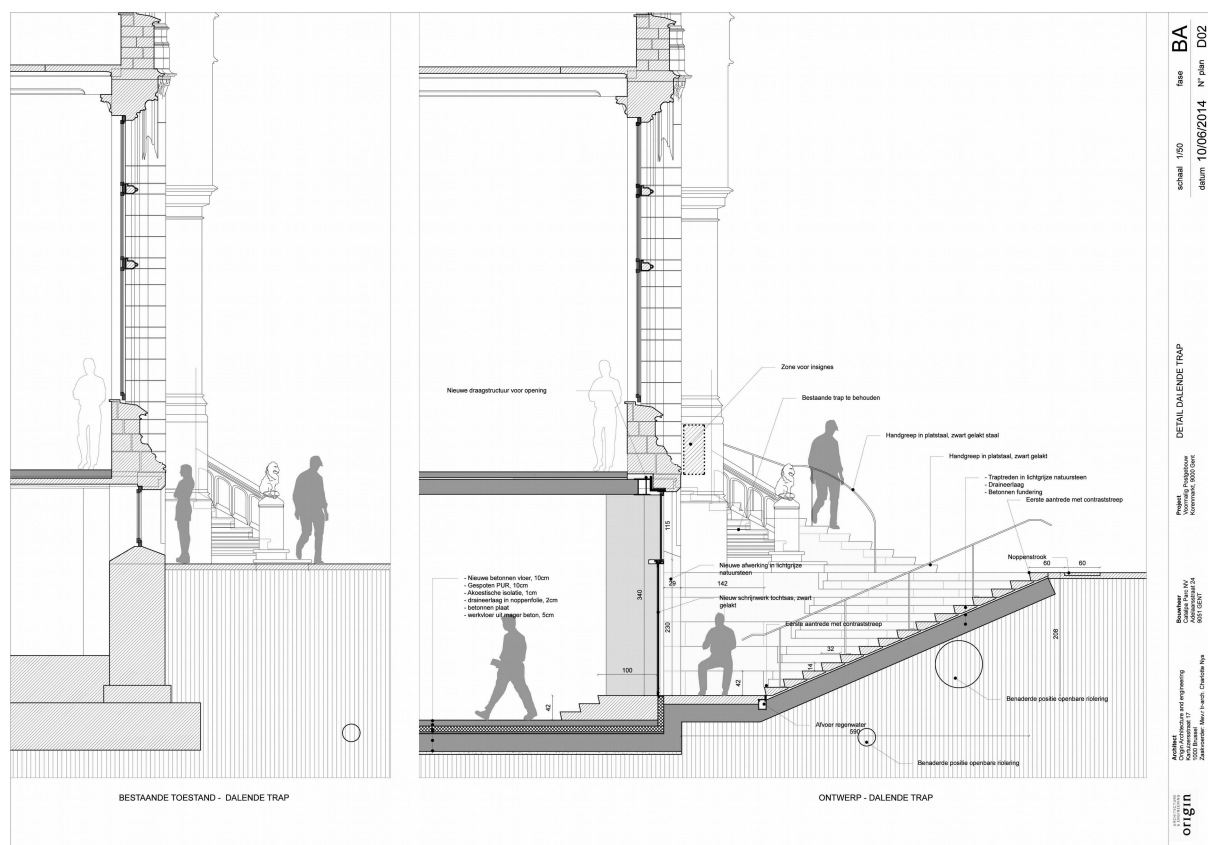 Nieuwe draagstructuur voor opening
Zone voor insignes
Bestaande trap te behouden
Handgreep in platstaal, zwart gelakt staal
Handgreep in platstaal, zwart gelakt
- Traptreden in lichtgrijze natuursteen
- Draineerlaag
- Betonnen fundering
Eerste aantrede met contraststreep
Noppenstrook
60
60
115
29
142
Nieuwe afwerking in lichtgrijze
natuursteen
- Nieuwe betonnen vloer, 10cm
- Gespoten PUR, 10cm
- Akoestische isolatie, 1cm
- draineerlaag in noppenfolie, 2cm
- betonnen plaat
- werkvloer uit mager beton, 5cm
340
Nieuw schrijnwerk tochtsas, zwart
gelakt
230
Eerste aantrede met contraststreep
208
32
14
100
42
42
Benaderde positie openbare riolering
Afvoer regenwater
590
Benaderde positie openbare riolering
BESTAANDE TOESTAND - DALENDE TRAP
ONTWERP - DALENDE TRAP
schaal 1/50
fase BA
datum 10/06/2014
N° plan D02
DETAIL DALENDE TRAP
Project
Voormalig Postgebouw
Korenmarkt, 9000 Gent
Bouwheer
9051 GENT
Architect
Origin Architecture and engineering
1000 Brussel
ARCHITECTURE
& ENGINEERING
origin